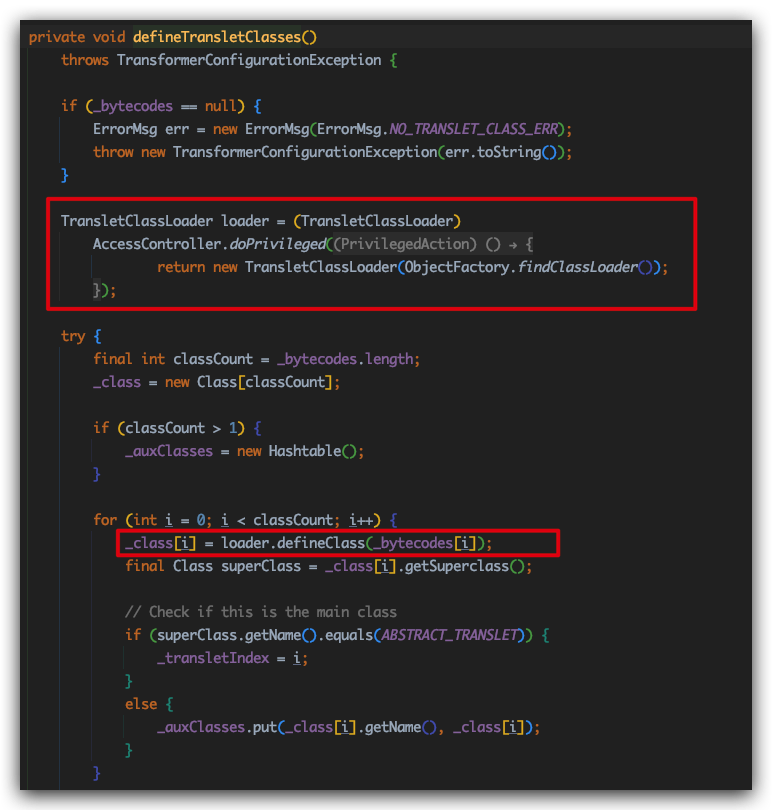 private void defineTransletClasses()
    throws TransformerConfigurationException {

    if (_bytecodes == null) {
        ErrorMsg err = new ErrorMsg(ErrorMsg.NO_TRANSLET_CLASS_ERR);
        throw new TransformerConfigurationException(err.toString());
    }

    TransletClassLoader loader = (TransletClassLoader)
        AccessController.doPrivileged((PrivilegedAction) () → {
                return new TransletClassLoader(ObjectFactory.findClassLoader());
        });

    try {
        final int classCount = _bytecodes.length;
        _class = new Class[classCount];

        if (classCount > 1) {
            _auxClasses = new Hashtable();
        }

        for (int i = 0; i < classCount; i++) {
            _class[i] = loader.defineClass(_bytecodes[i]);
            final Class superClass = _class[i].getSuperclass();

            // Check if this is the main class
            if (superClass.getName().equals(ABSTRACT_TRANSLET)) {
                _transletIndex = i;
            }
            else {
                _auxClasses.put(_class[i].getName(), _class[i]);
            }
        }